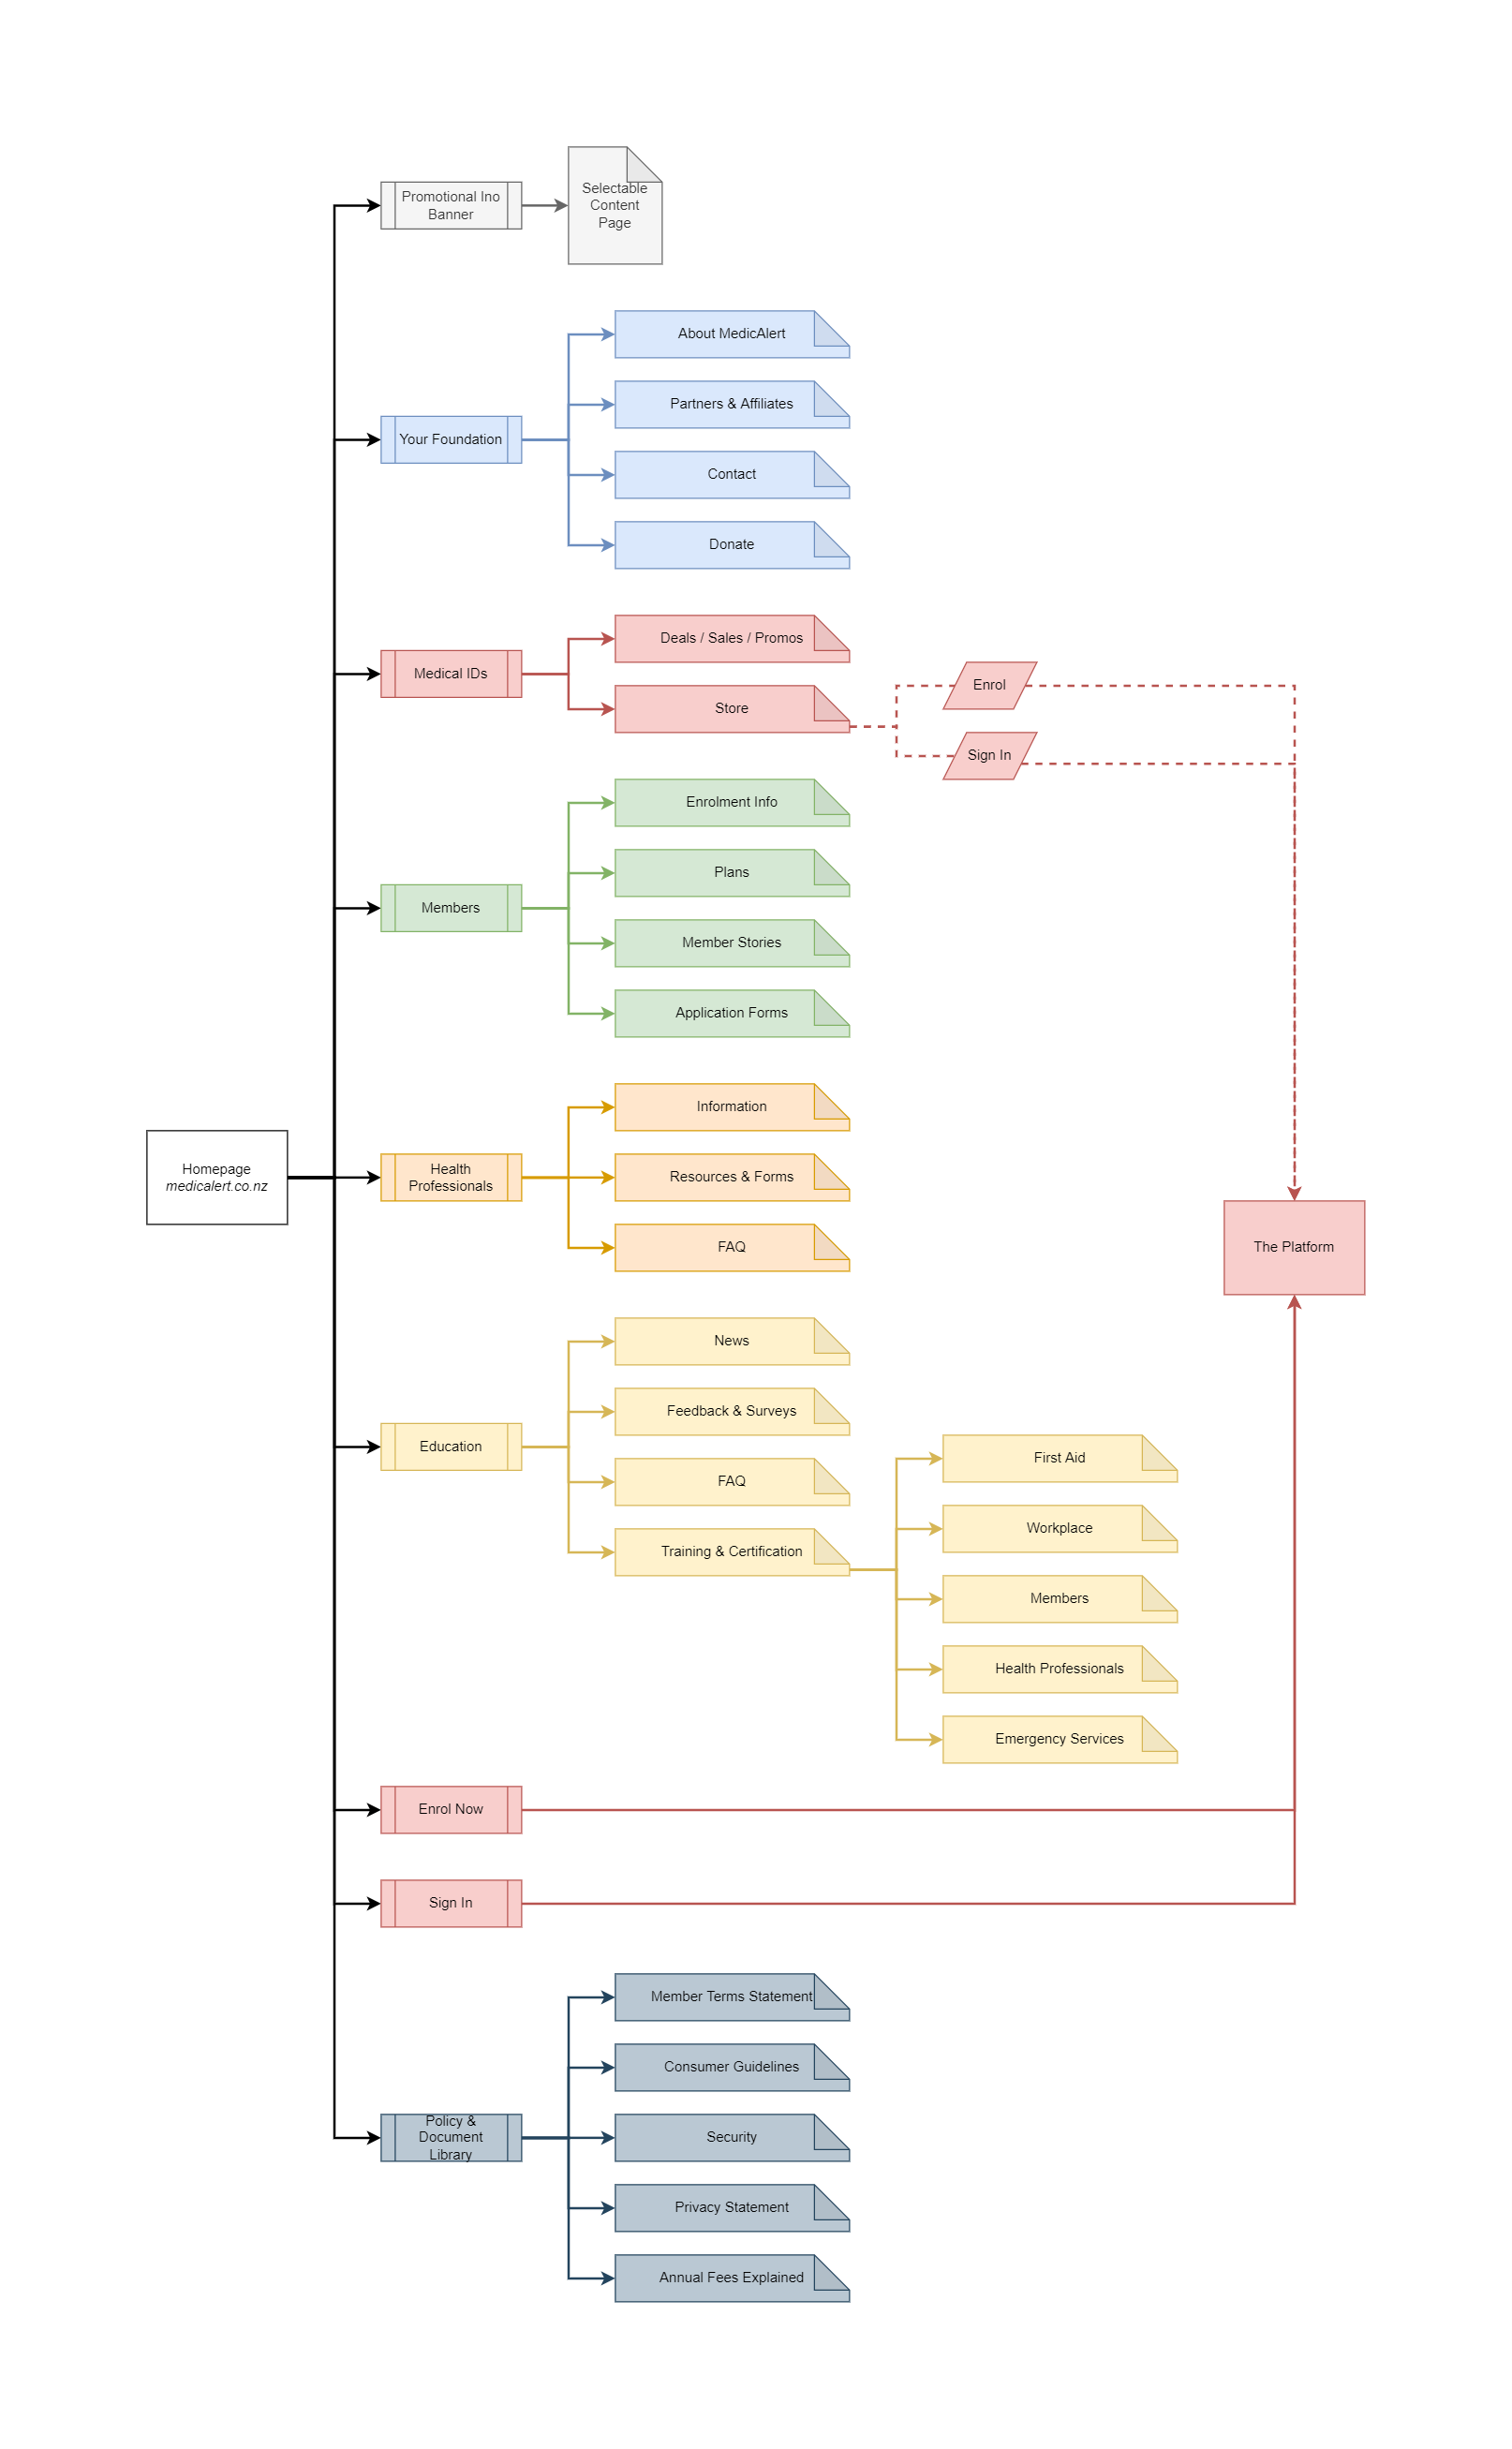 Promotional Ino
Banner
Selectable
Content
Page
Your Foundation
About MedicAlert
Partners & Affiliates
Contact
Donate
Medical IDs
Deals / Sales / Promos
Store
Enrol
Sign In
Members
Enrolment Info
Plans
Member Stories
Application Forms
Homepage
medicalert.co.nz
Health
Professionals
Information
Resources & Forms
FAQ
The Platform
Education
News
Feedback & Surveys
FAQ
Training & Certification
First Aid
Workplace
Members
Health Professionals
Emergency Services
Enrol Now
Sign In
Policy &
Document
Library
Member Terms Statement
Consumer Guidelines
Security
Privacy Statement
Annual Fees Explained